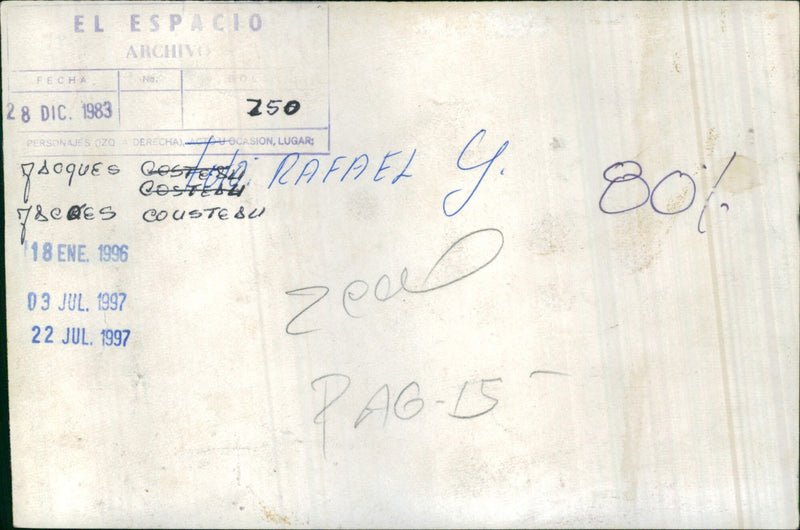 EL ESPACIO
ARCHIVO
FECHA No.
28 DIC. 1983 250
PERSONAJES (IZQ. A DERECHA), ACTO U OCASION, LUGAR;
JACQUES COSTEAU RAFAEL G.
COSTEAU
JACQUES COUSTEAU
80%
18 ENE. 1996
03 JUL. 1997
22 JUL. 1997
PAG-15-